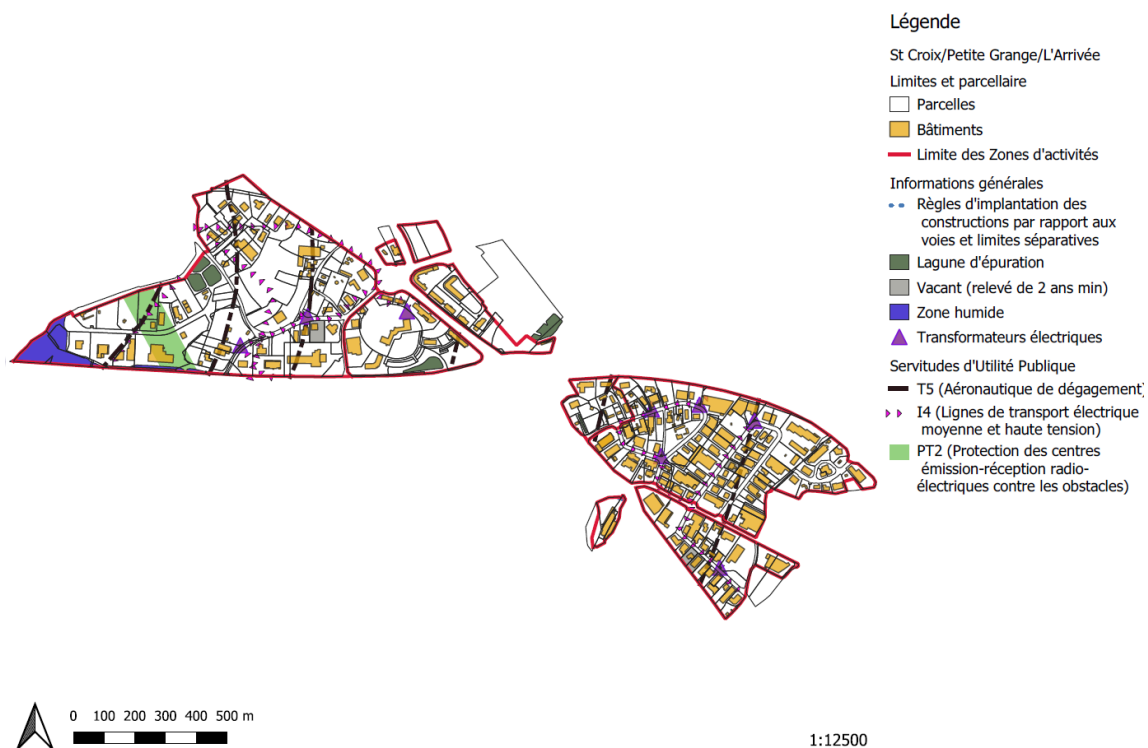 Légende
St Croix/Petite Grange/L'Arrivée
Limites et parcellaire
Parcelles
Bâtiments
Limite des Zones d'activités
Informations générales
Règles d'implantation des
constructions par rapport aux
voies et limites séparatives
Lagune d'épuration
Vacant (relevé de 2 ans min)
Zone humide
Transformateurs électriques
Servitudes d'Utilité Publique
T5 (Aéronautique de dégagement)
I4 (Lignes de transport électrique
moyenne et haute tension)
PT2 (Protection des centres
émission-réception radio-
électriques contre les obstacles)
0 100 200 300 400 500 m
1:12500